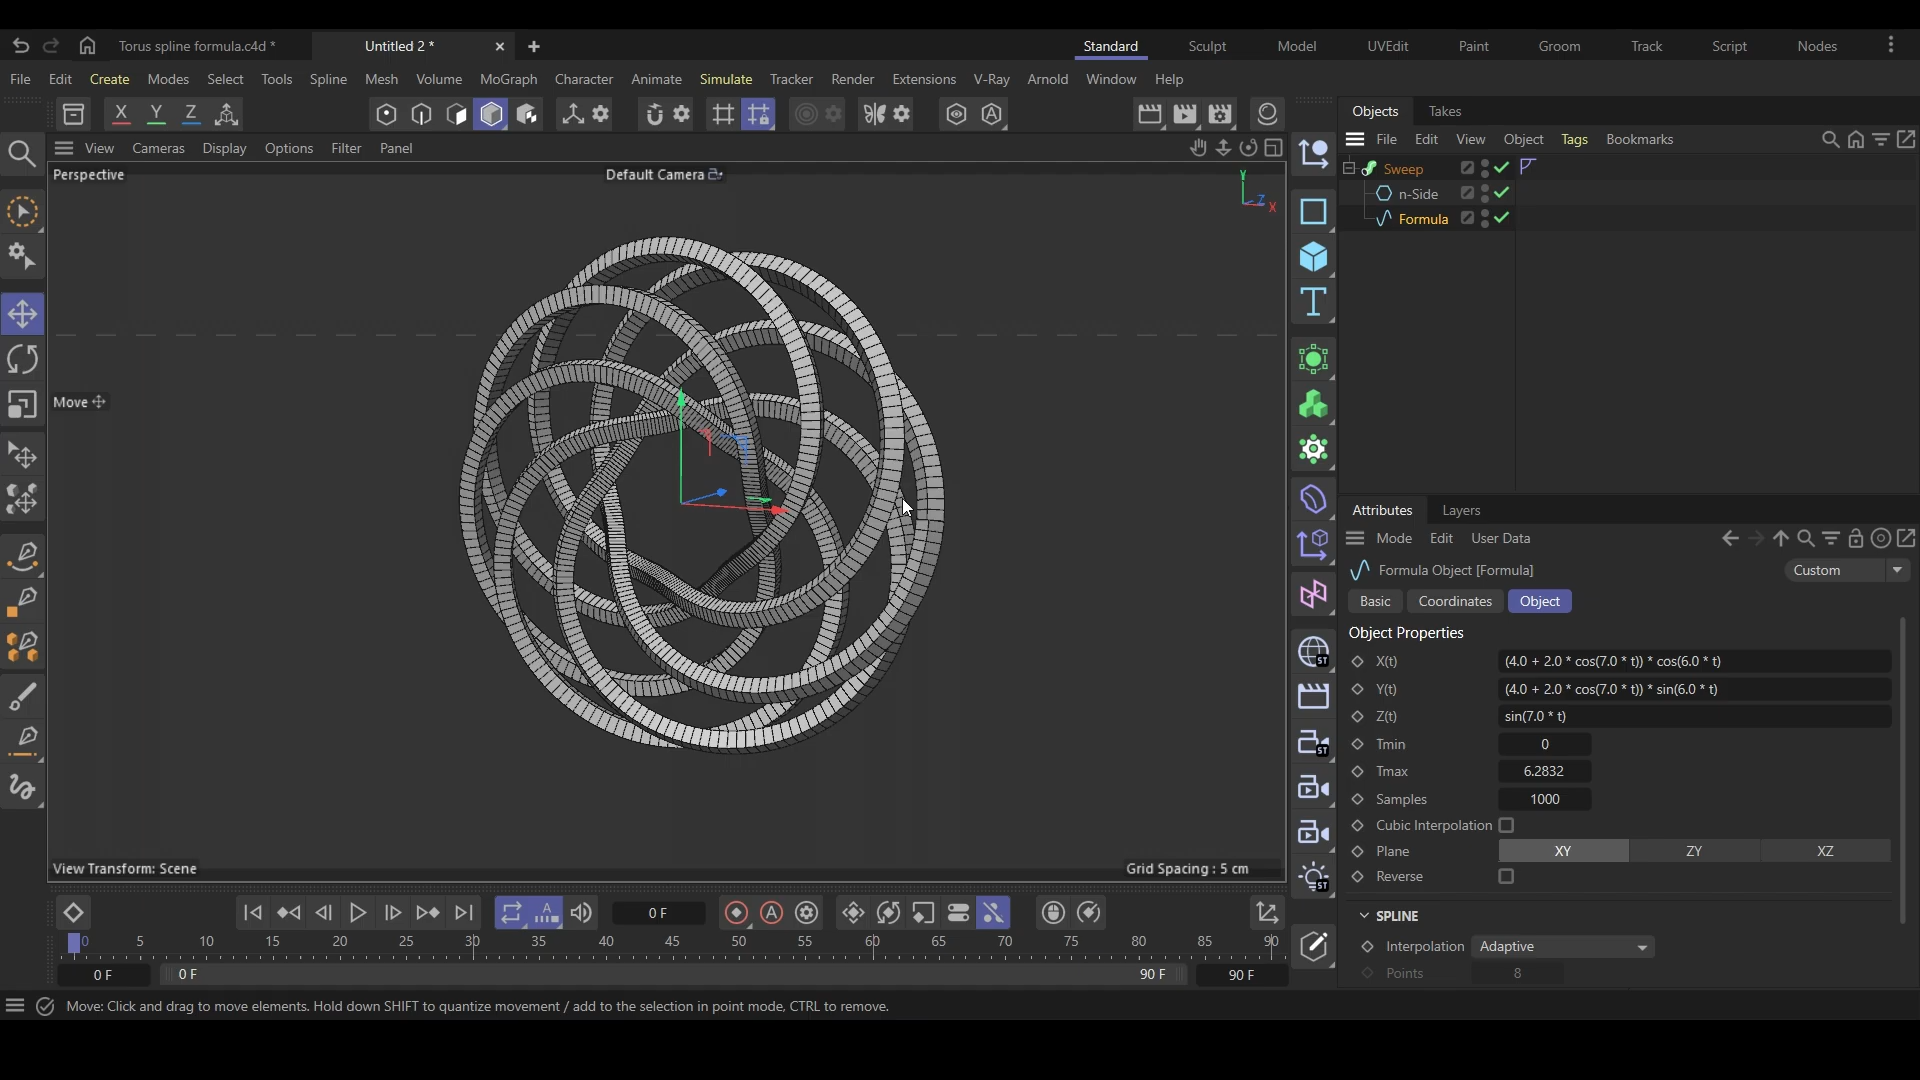 Torus spline formula.c4d *
Untitled 2 *
Standard
Sculpt
Model
UVEdit
Paint
Groom
Track
Script
Nodes
File Edit Create Modes Select Tools Spline Mesh Volume MoGraph Character Animate Simulate Tracker Render Extensions V-Ray Arnold Window Help
X Y Z
Objects
Takes
View Cameras Display Options Filter Panel
File Edit View Object Tags Bookmarks
Perspective
Default Camera
Y
Z
X
Sweep
n-Side
Formula
Move
Attributes
Layers
Mode Edit User Data
Formula Object [Formula]
Custom
Basic
Coordinates
Object
Object Properties
X(t) (4.0 + 2.0 * cos(7.0 * t)) * cos(6.0 * t)
Y(t) (4.0 + 2.0 * cos(7.0 * t)) * sin(6.0 * t)
Z(t) sin(7.0 * t)
Tmin 0
Tmax 6.2832
Samples 1000
Cubic Interpolation
Plane XY ZY XZ
Reverse
SPLINE
Interpolation Adaptive
Points 8
ST
ST
ST
View Transform: Scene
Grid Spacing : 5 cm
A
0 F
A
0 5 10 15 20 25 30 35 40 45 50 55 60 65 70 75 80 85 90
0 F
0 F
90 F
90 F
Move: Click and drag to move elements. Hold down SHIFT to quantize movement / add to the selection in point mode, CTRL to remove.